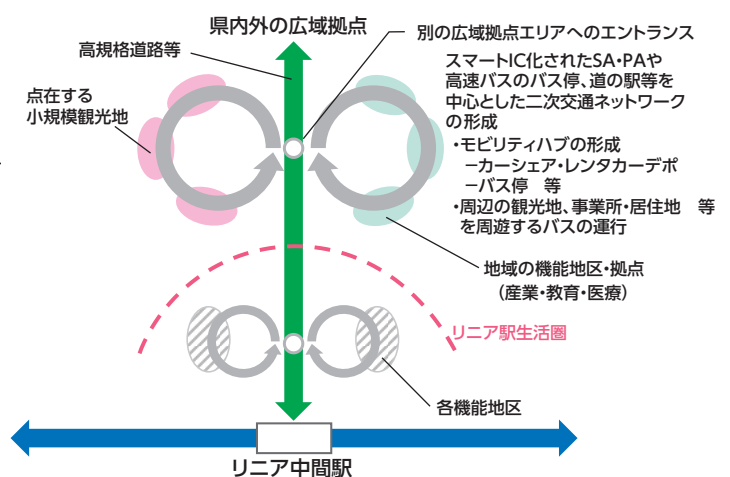 県内外の広域拠点
高規格道路等
点在する
小規模観光地
別の広域拠点エリアへのエントランス
スマートIC化されたSA・PAや
高速バスのバス停、道の駅等を
中心とした二次交通ネットワーク
の形成
・モビリティハブの形成
−カーシェア・レンタカーデポ
−バス停　等
・周辺の観光地、事業所・居住地　等
を周遊するバスの運行
地域の機能地区・拠点
（産業・教育・医療）
リニア駅生活圏
各機能地区
リニア中間駅